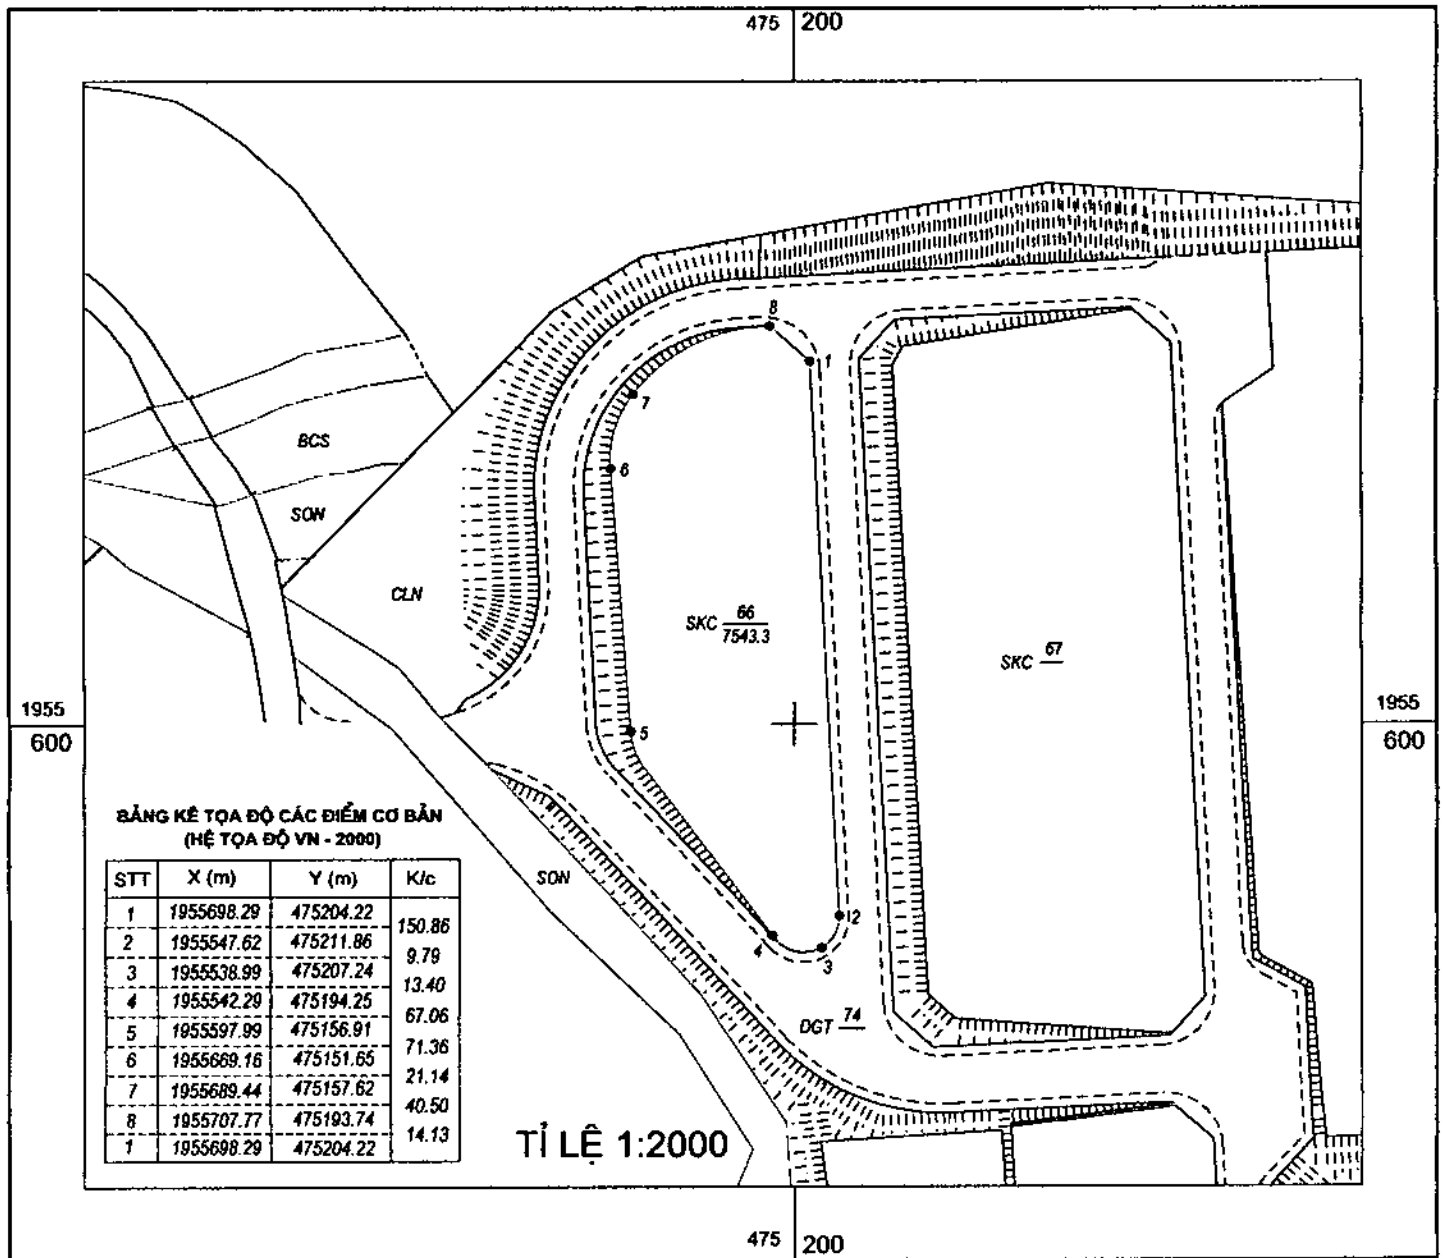 475 200
8
1
7
BCS
6
SON
CLN
SKC 66
7543.3
SKC 67
1955
600
1955
600
5
BẢNG KÊ TỌA ĐỘ CÁC ĐIỂM CƠ BẢN
(HỆ TỌA ĐỘ VN - 2000)
STT X (m) Y (m) K/c
1 1955698.29 475204.22
150.86
2 1955547.62 475211.86
9.79
3 1955538.99 475207.24
13.40
4 1955542.29 475194.25
67.06
5 1955597.99 475156.91
71.36
6 1955669.16 475151.65
21.14
7 1955689.44 475157.62
40.50
8 1955707.77 475193.74
14.13
1 1955698.29 475204.22
SON
2
4
3
DGT 74
TỈ LỆ 1:2000
475 200